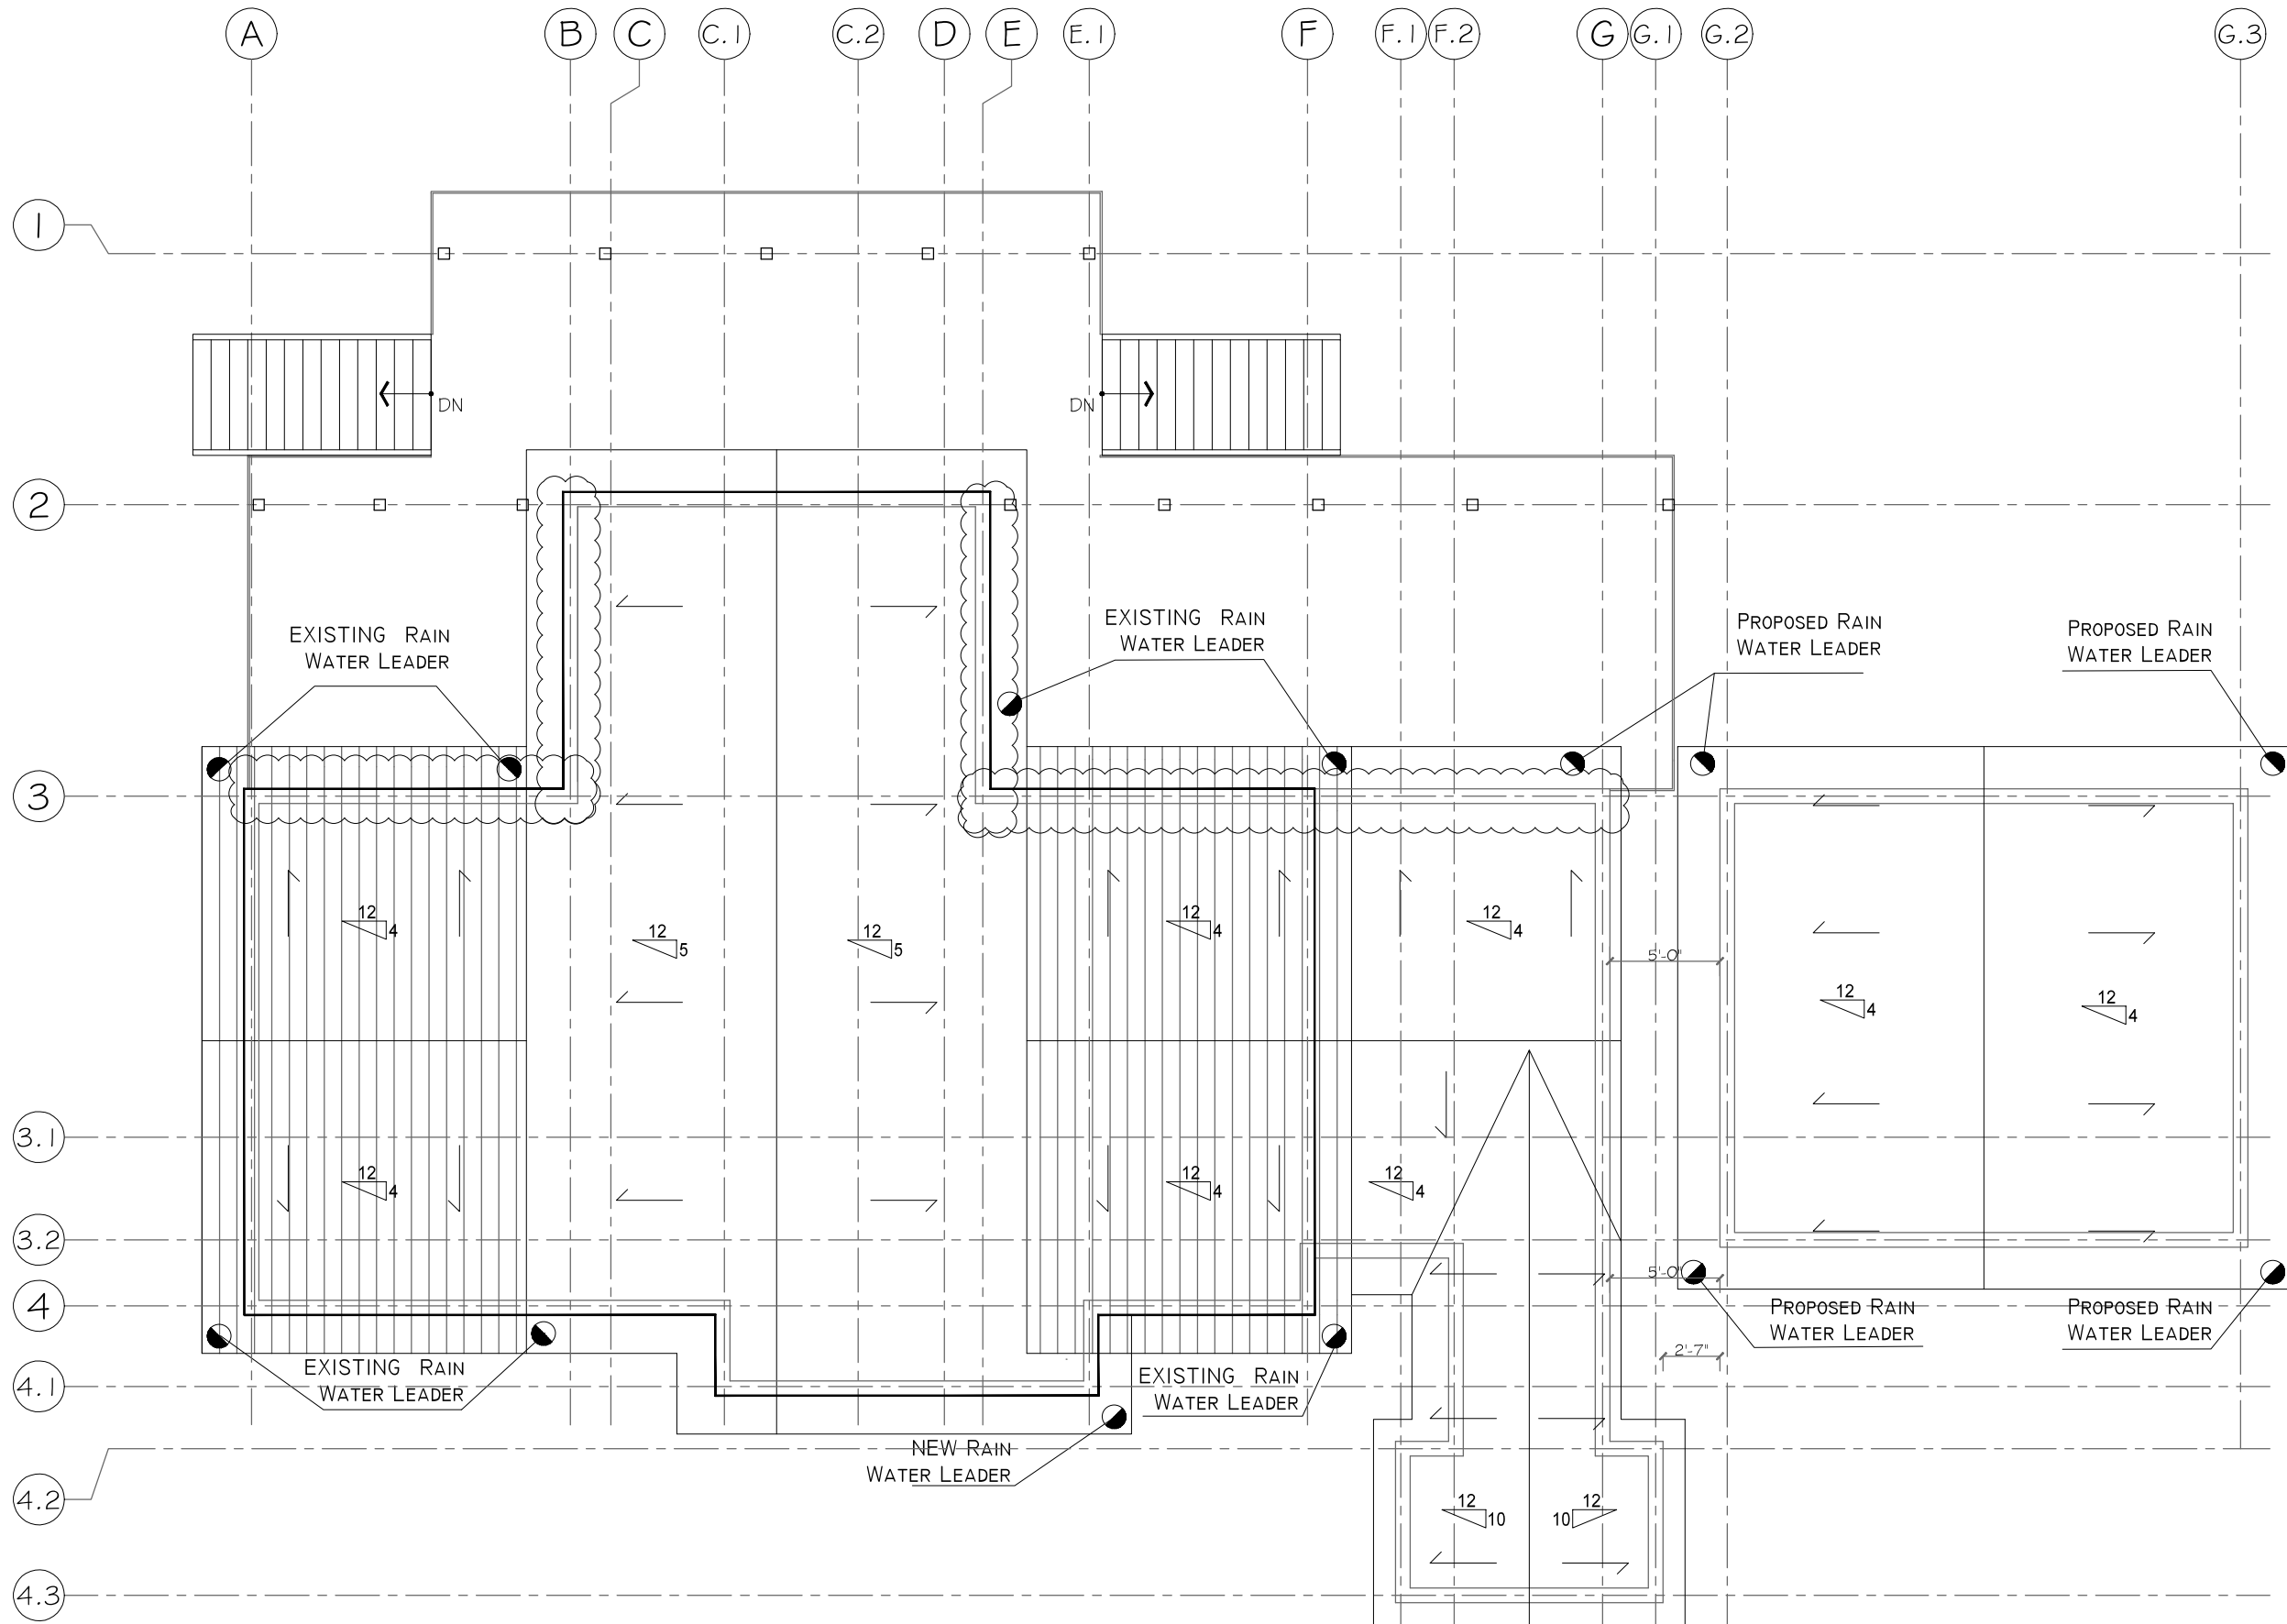 A
B
C
C.1
C.2
D
E
E.1
F
F.1
F.2
G
G.1
G.2
G.3
1
DN
DN
2
EXISTING RAIN
WATER LEADER
EXISTING RAIN
WATER LEADER
PROPOSED RAIN
WATER LEADER
PROPOSED RAIN
WATER LEADER
3
12
4
12
5
12
5
12
4
12
4
5'-0"
12
4
12
4
3.1
12
4
12
4
12
4
3.2
5'-0"
4
PROPOSED RAIN
WATER LEADER
PROPOSED RAIN
WATER LEADER
2'-7"
4.1
EXISTING RAIN
WATER LEADER
EXISTING RAIN
WATER LEADER
NEW RAIN
WATER LEADER
4.2
12
10
12
10
4.3